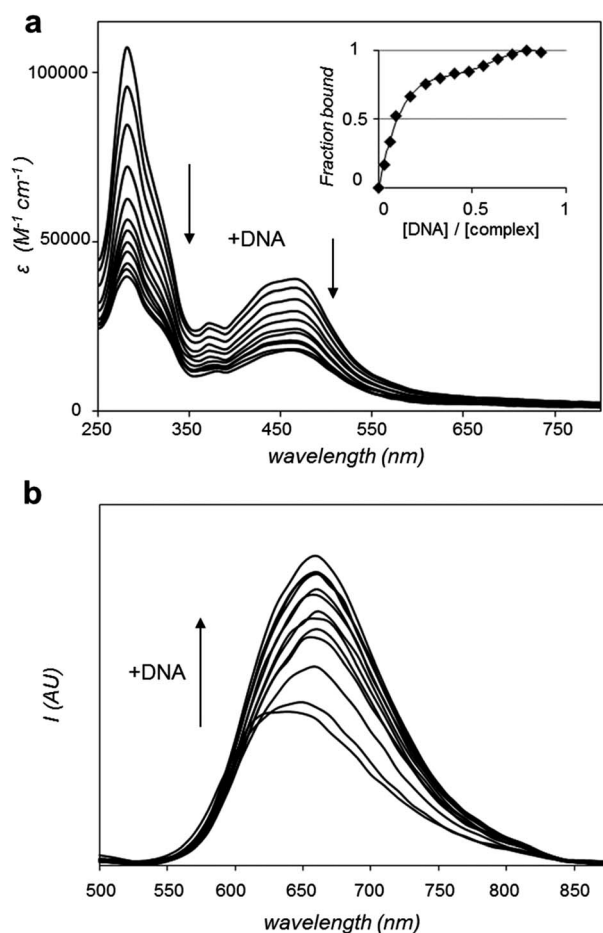 a
100000
50000
0
ε (M⁻¹ cm⁻¹)
+DNA
250 350 450 550 650 750
wavelength (nm)
1
0.5
0
Fraction bound
0 0.5 1
[DNA] / [complex]
b
I (AU)
+DNA
500 550 600 650 700 750 800 850
wavelength (nm)